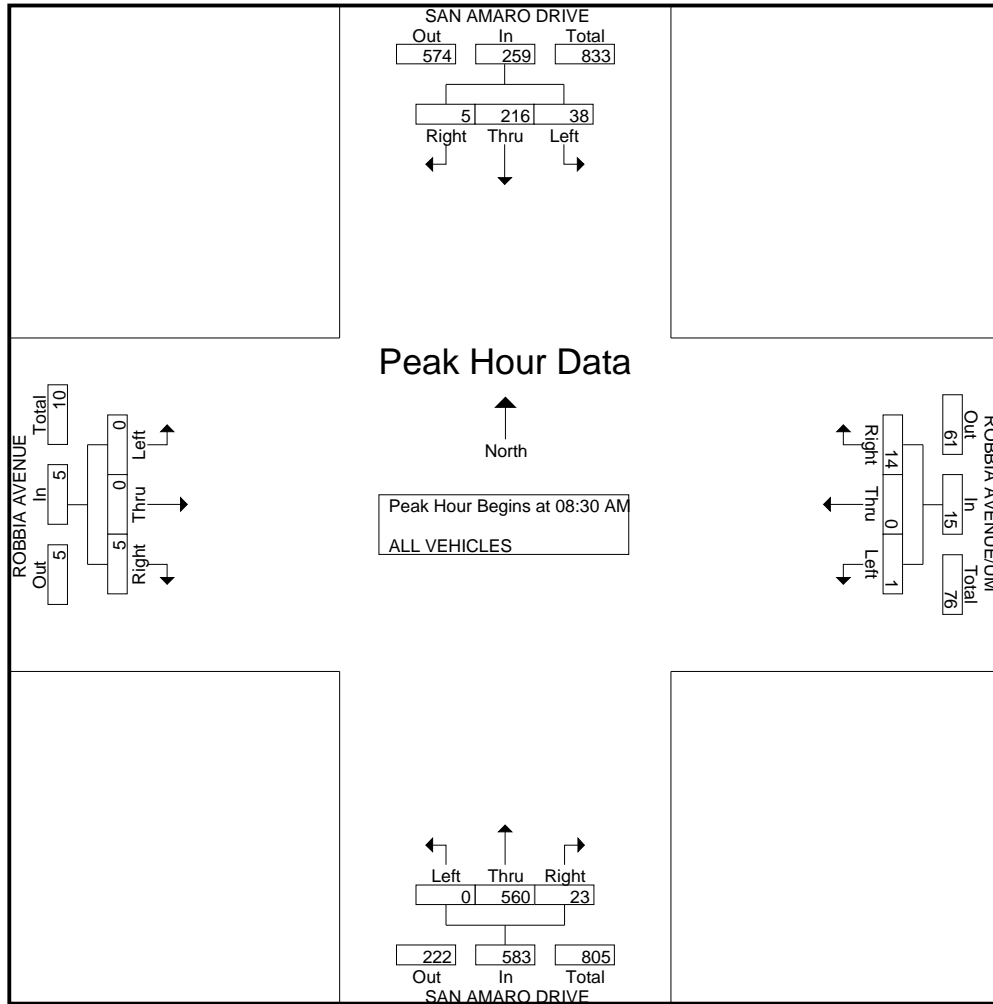 SAN AMARO DRIVE
Out In Total
574 259 833
5 216 38
Right Thru Left
Peak Hour Data
North
Peak Hour Begins at 08:30 AM
ALL VEHICLES
ROBBIA AVENUE
Out In Total
5 5 10
Right Thru Left
5 0 0
ROBBIA AVENUE/UM
Out In Total
61 15 76
Right Thru Left
14 0 1
Left Thru Right
0 560 23
222 583 805
Out In Total
SAN AMARO DRIVE